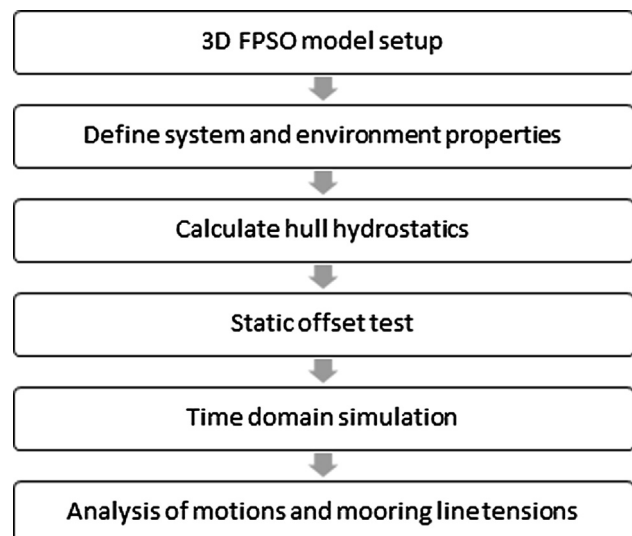 3D FPSO model setup
Define system and environment properties
Calculate hull hydrostatics
Static offset test
Time domain simulation
Analysis of motions and mooring line tensions